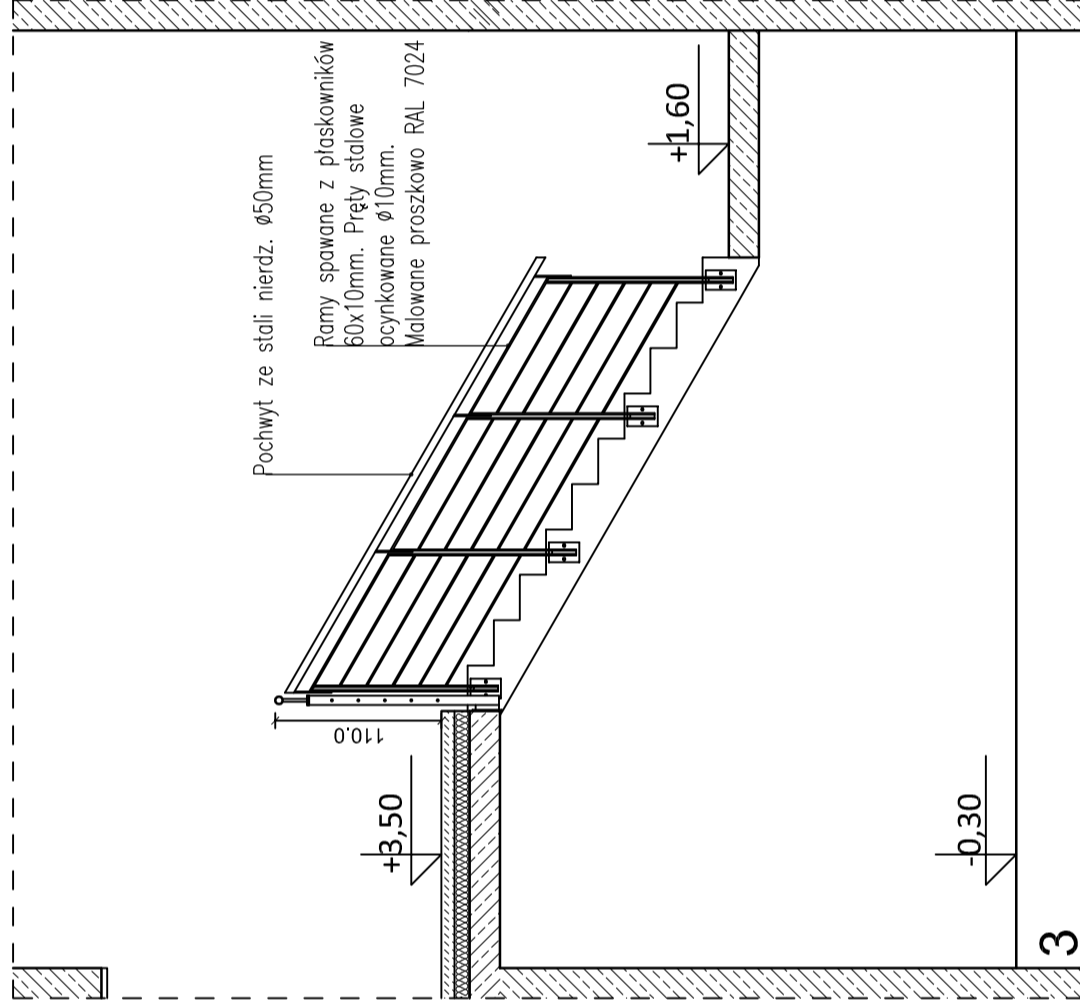 Pochwyt ze stali nierdz. ø50mm
Ramy spawane z płaskowników
60x10mm. Pręty stalowe
ocynkowane ø10mm.
Malowane proszkowo RAL 7024
+1,60
110.0
+3,50
-0,30
3